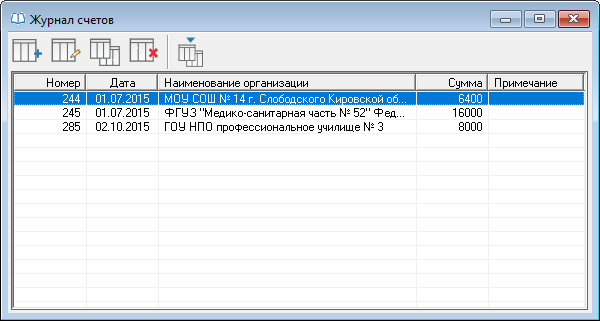 Журнал счетов
Номер Дата Наименование организации Сумма Примечание
244 01.07.2015 МОУ СОШ № 14 г. Слободского Кировской об... 6400
245 01.07.2015 ФГУЗ "Медико-санитарная часть № 52" Фед... 16000
285 02.10.2015 ГОУ НПО профессиональное училище № 3 8000